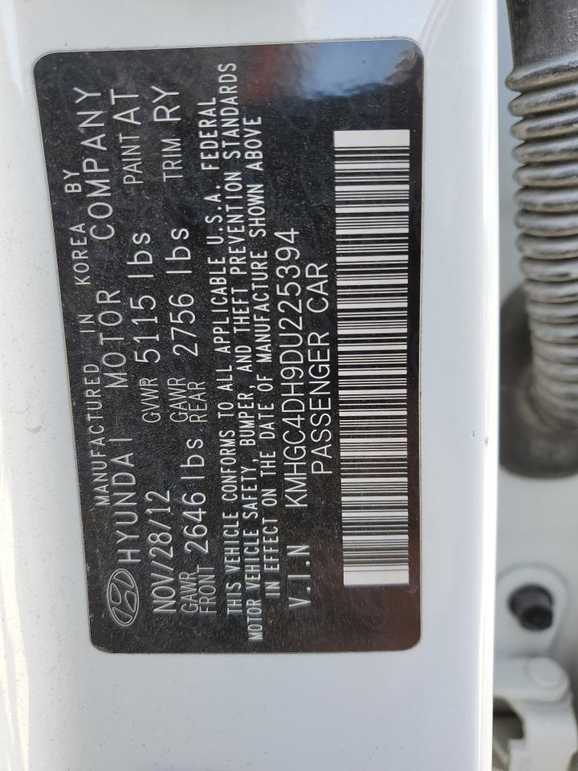 MANUFACTURED IN KOREA BY
HYUNDAI MOTOR COMPANY
NOV/28/12 GVWR 5115 lbs PAINT AT
GAWR FRONT 2646 lbs GAWR REAR 2756 lbs TRIM RY
THIS VEHICLE CONFORMS TO ALL APPLICABLE U.S.A. FEDERAL
MOTOR VEHICLE SAFETY, BUMPER, AND THEFT PREVENTION STANDARDS
IN EFFECT ON THE DATE OF MANUFACTURE SHOWN ABOVE
V.I.N KMHGC4DH9DU225394
PASSENGER CAR